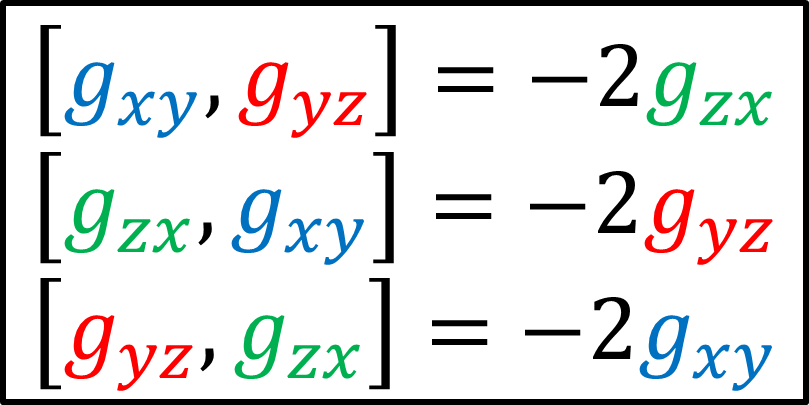 [g_{xy}, g_{yz}] = −2g_{zx}
[g_{zx}, g_{xy}] = −2g_{yz}
[g_{yz}, g_{zx}] = −2g_{xy}